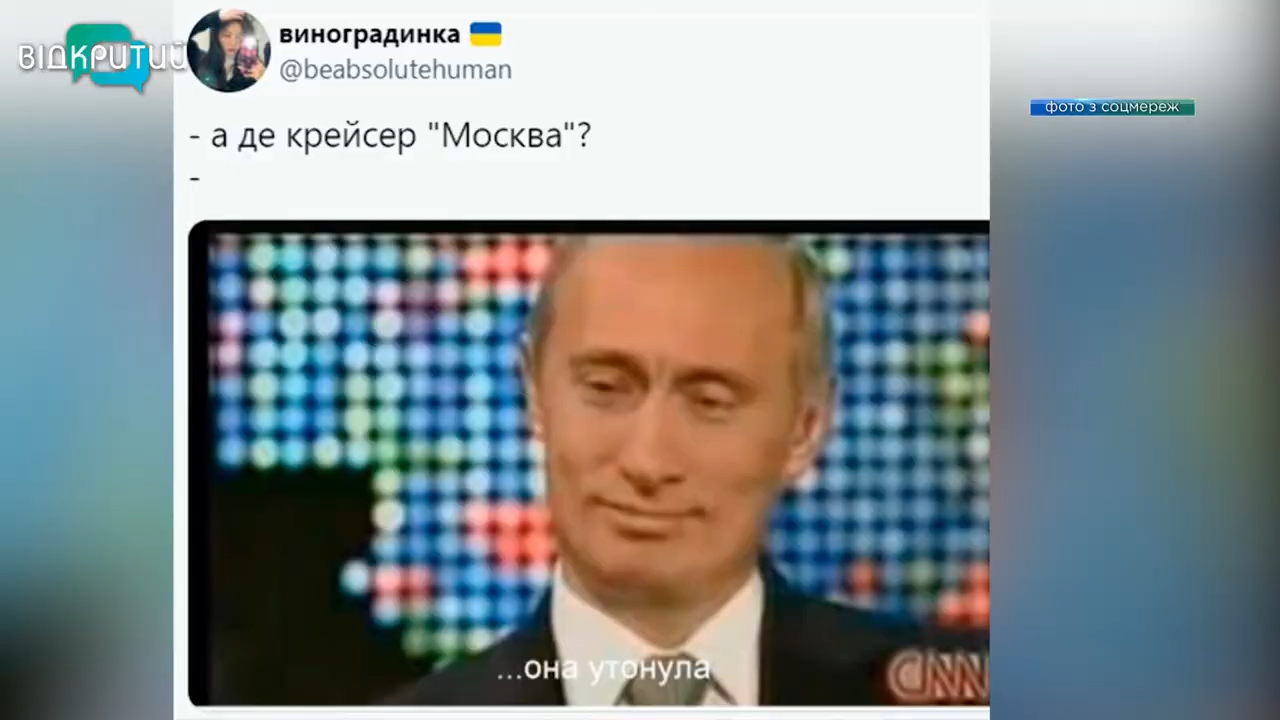 ВІДКРИТИЙ
виноградинка 🇺🇦
@beabsolutehuman
фото з соцмереж
- а де крейсер "Москва"?
-
...она утонула
CNN